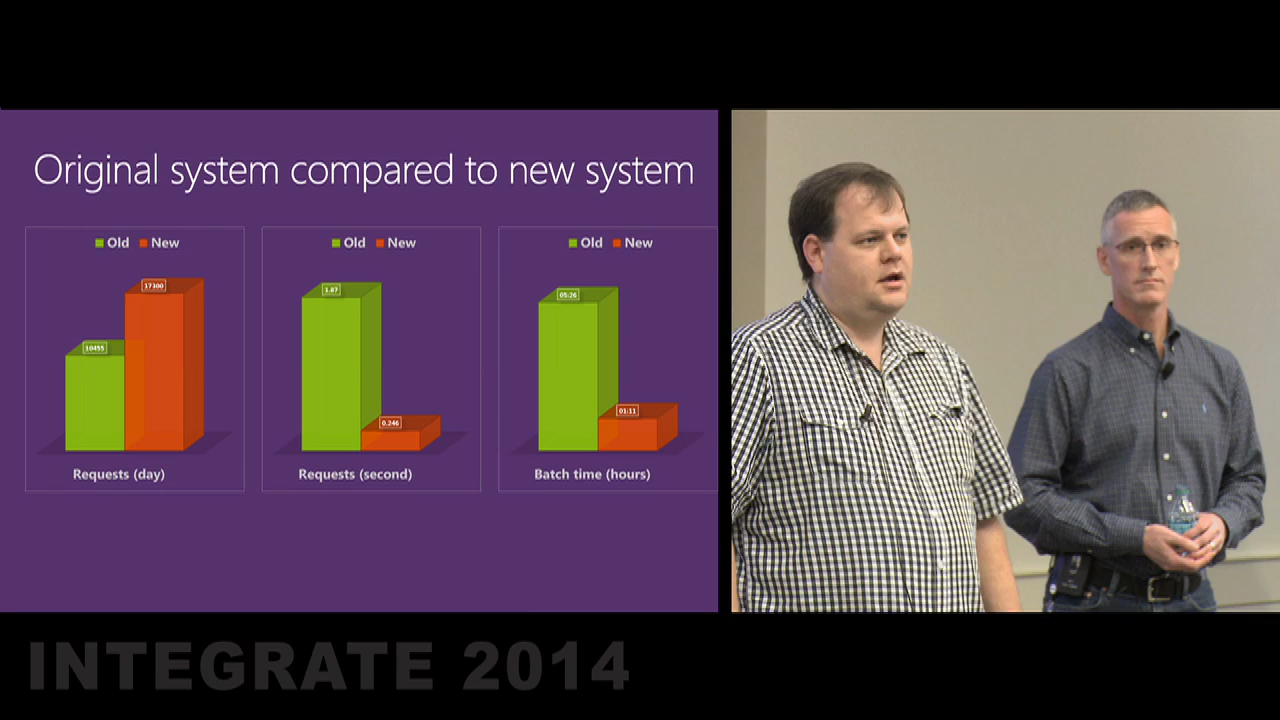 Original system compared to new system
Old New
17300
10455
Requests (day)
Old New
1.87
0.246
Requests (second)
Old New
05:26
01:11
Batch time (hours)
INTEGRATE 2014